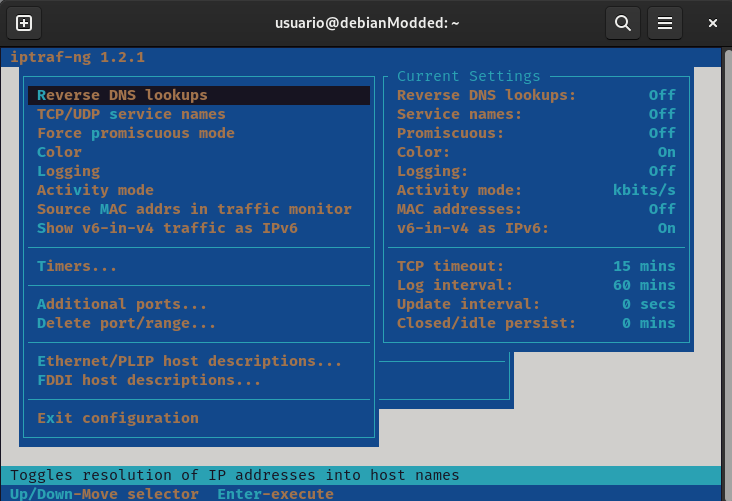 usuario@debianModded: ~
iptraf-ng 1.2.1
Reverse DNS lookups
TCP/UDP service names
Force promiscuous mode
Color
Logging
Activity mode
Source MAC addrs in traffic monitor
Show v6-in-v4 traffic as IPv6
Timers...
Additional ports...
Delete port/range...
Ethernet/PLIP host descriptions...
FDDI host descriptions...
Exit configuration
Current Settings
Reverse DNS lookups: Off
Service names: Off
Promiscuous: Off
Color: On
Logging: Off
Activity mode: kbits/s
MAC addresses: Off
v6-in-v4 as IPv6: On
TCP timeout: 15 mins
Log interval: 60 mins
Update interval: 0 secs
Closed/idle persist: 0 mins
Toggles resolution of IP addresses into host names
Up/Down-Move selector Enter-execute